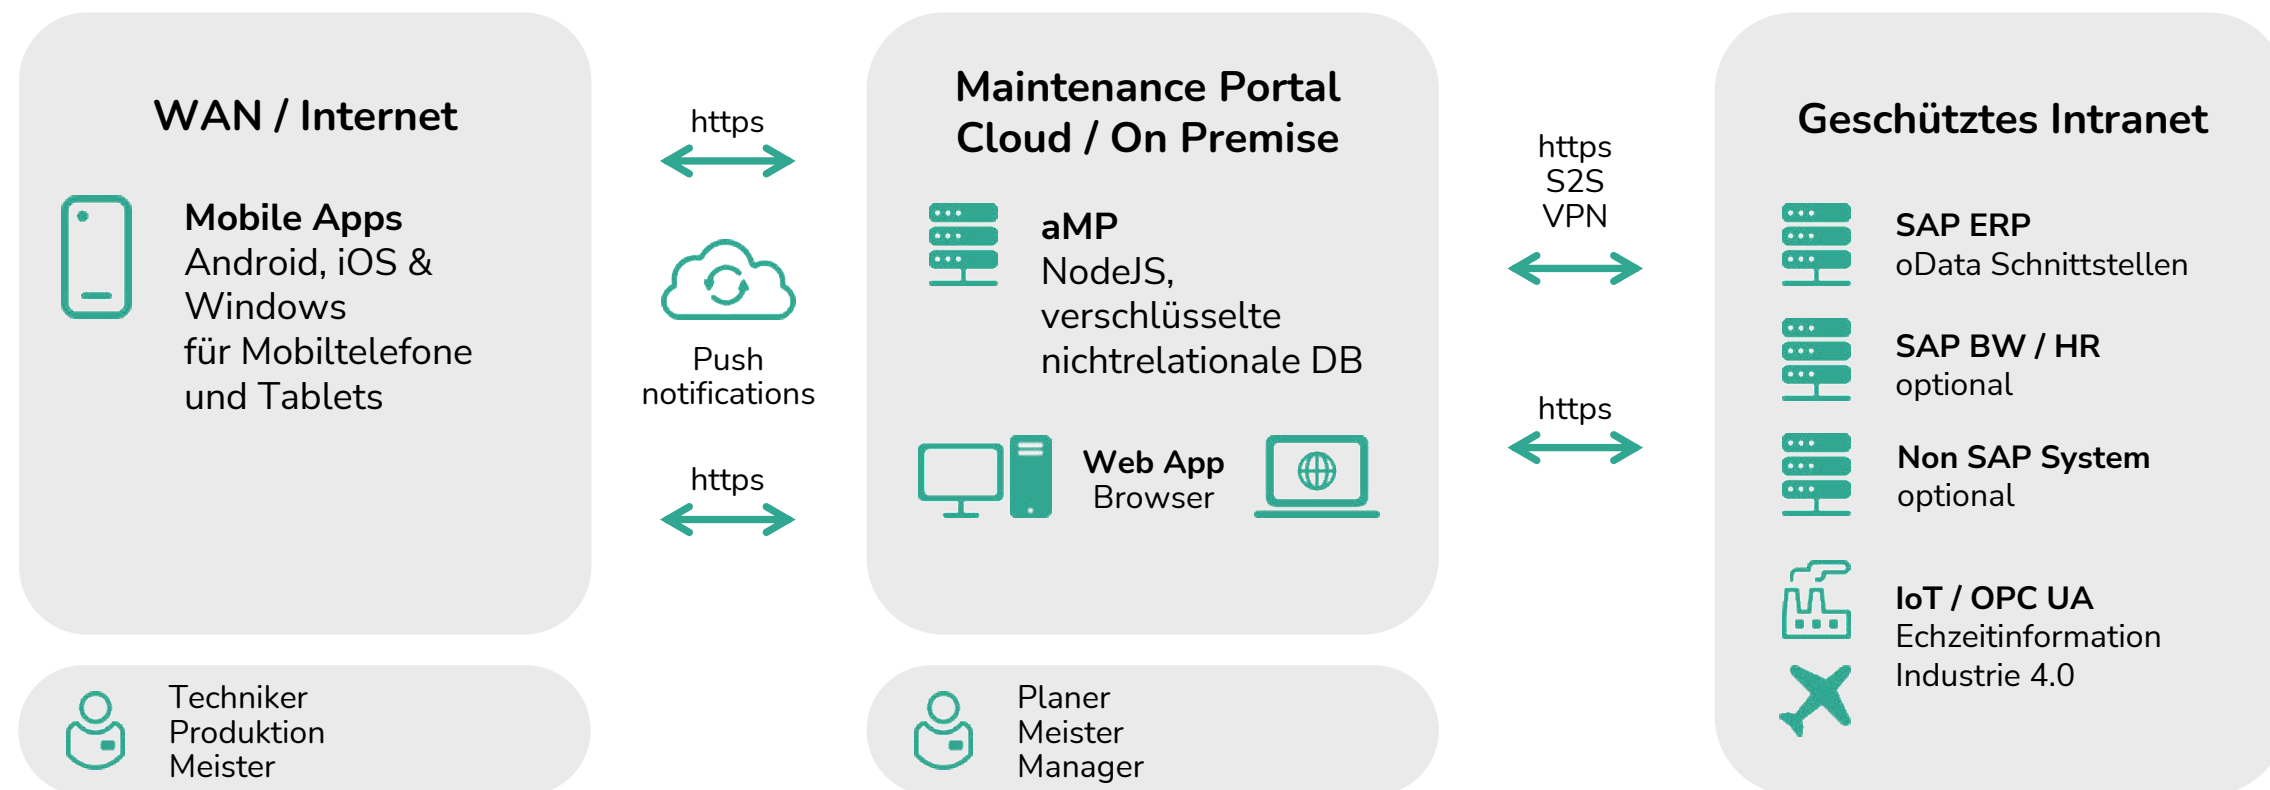 WAN / Internet
Mobile Apps
Android, iOS &
Windows
für Mobiltelefone
und Tablets
Techniker
Produktion
Meister
https
Push
notifications
https
Maintenance Portal
Cloud / On Premise
aMP
NodeJS,
verschlüsselte
nichtrelationale DB
Web App
Browser
Planer
Meister
Manager
https
S2S
VPN
https
Geschütztes Intranet
SAP ERP
oData Schnittstellen
SAP BW / HR
optional
Non SAP System
optional
IoT / OPC UA
Echzeitinformation
Industrie 4.0